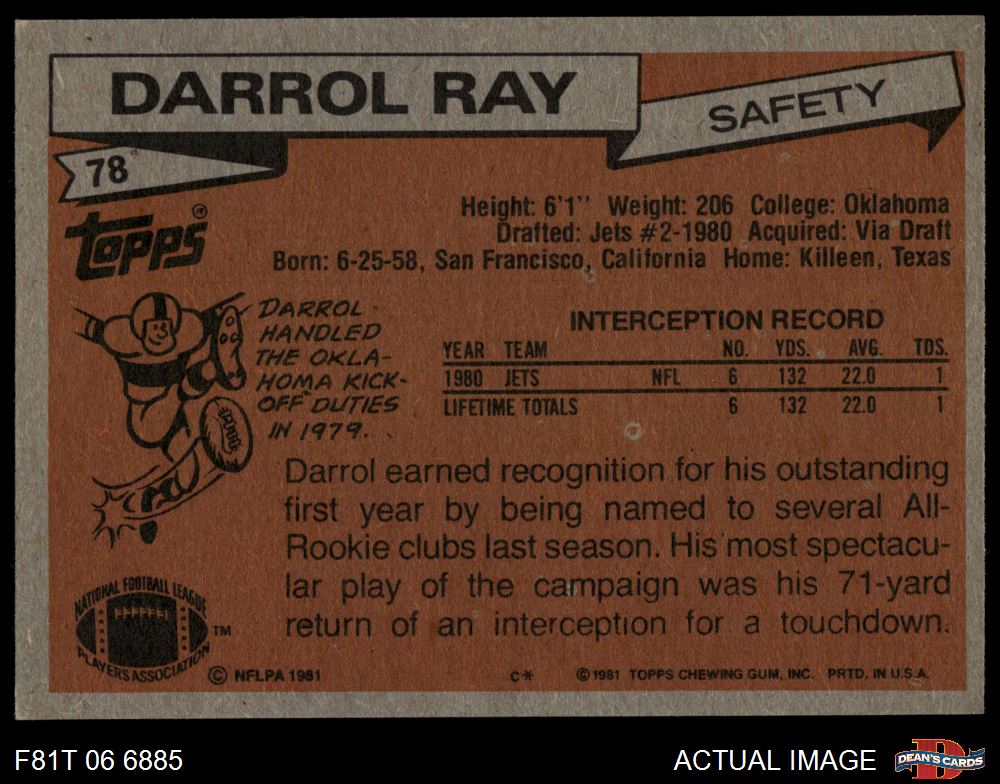 DARROL RAY
SAFETY
78
Topps®
Height: 6'1" Weight: 206 College: Oklahoma
Drafted: Jets #2-1980 Acquired: Via Draft
Born: 6-25-58, San Francisco, California Home: Killeen, Texas
DARROL
HANDLED
THE OKLA-
HOMA KICK-
OFF DUTIES
IN 1979.
INTERCEPTION RECORD
YEAR TEAM NO. YDS. AVG. TDS.
1980 JETS NFL 6 132 22.0 1
LIFETIME TOTALS 6 132 22.0 1
Darrol earned recognition for his outstanding
first year by being named to several All-
Rookie clubs last season. His most spectacu-
lar play of the campaign was his 71-yard
return of an interception for a touchdown.
NATIONAL FOOTBALL LEAGUE
PLAYERS ASSOCIATION
TM
© NFLPA 1981
C*
© 1981 TOPPS CHEWING GUM, INC. PRTD. IN U.S.A.
F81T 06 6885
ACTUAL IMAGE
DEAN'S CARDS